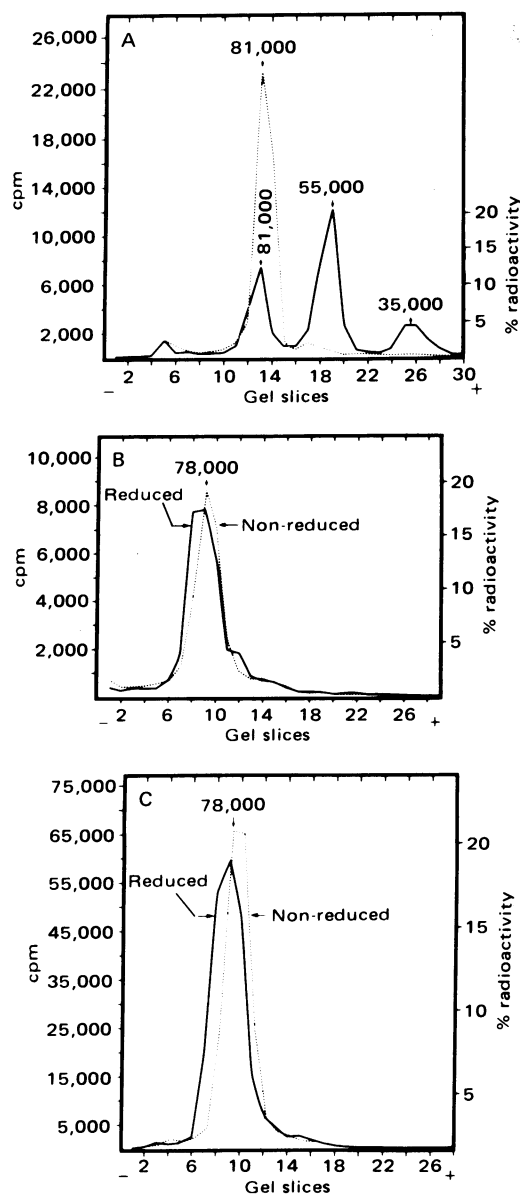 A
26,000
22,000
18,000
14,000
10,000
6,000
2,000
cpm
81,000
81,000
55,000
35,000
20
15
10
5
% radioactivity
2 6 10 14 18 22 26 30
− Gel slices +
B
10,000
8,000
6,000
4,000
2,000
cpm
78,000
Reduced
Non-reduced
20
15
10
5
% radioactivity
2 6 10 14 18 22 26
− Gel slices +
C
75,000
65,000
55,000
45,000
35,000
25,000
15,000
5,000
cpm
78,000
Reduced
Non-reduced
20
15
10
5
% radioactivity
2 6 10 14 18 22 26
− Gel slices +